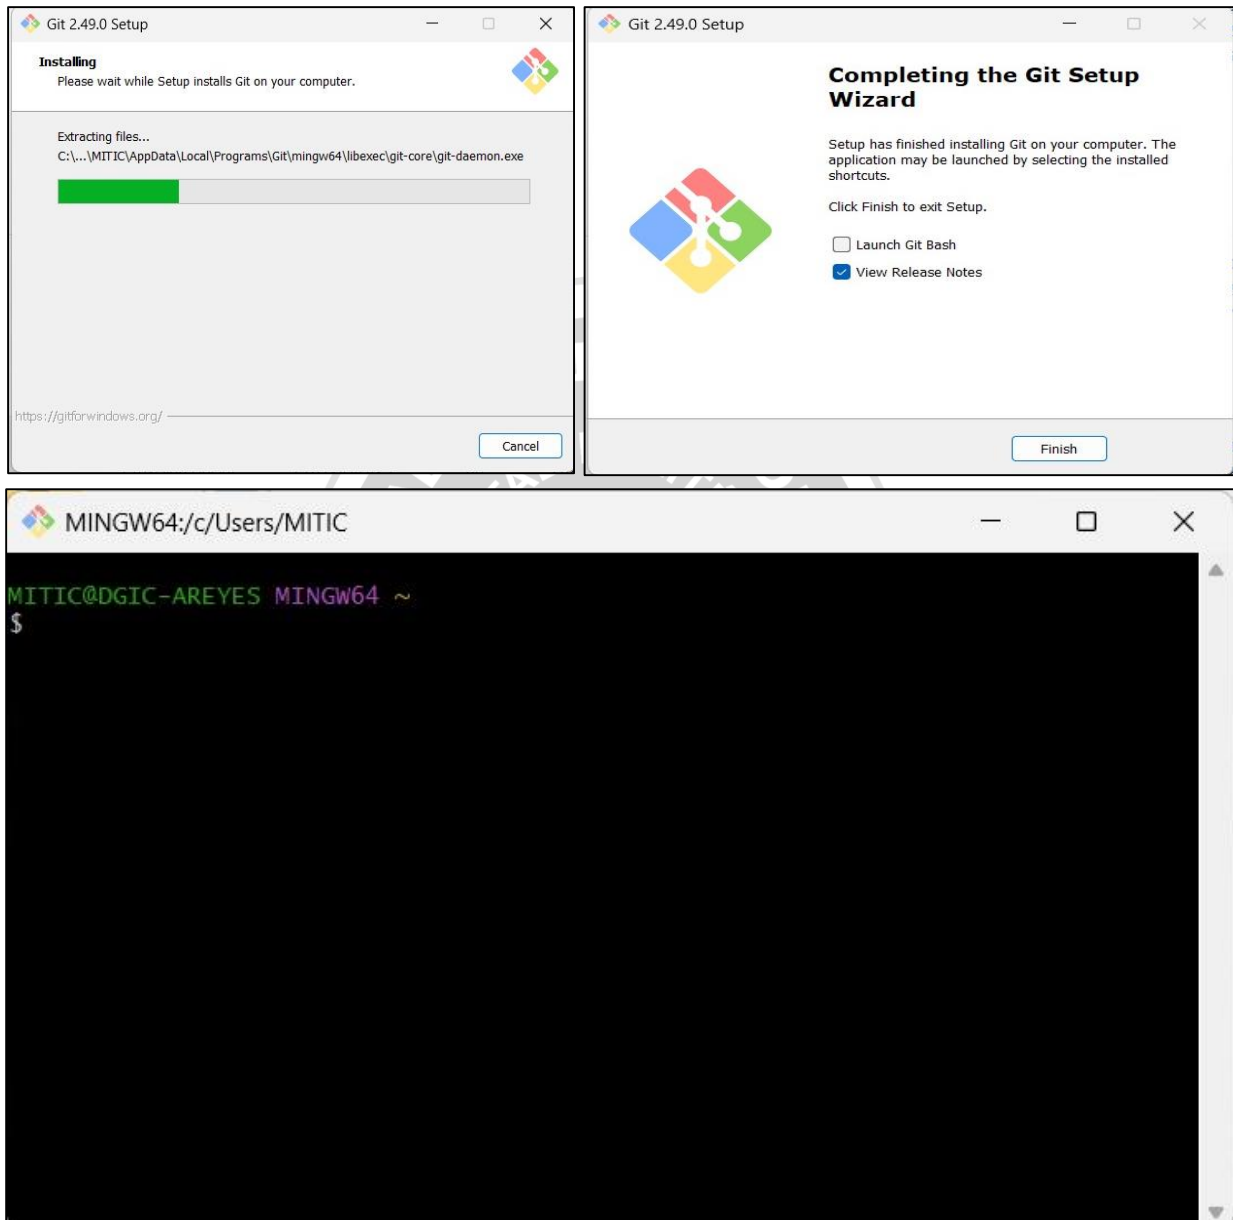 Git 2.49.0 Setup
Installing
Please wait while Setup installs Git on your computer.
Extracting files...
C:\...\MITIC\AppData\Local\Programs\Git\mingw64\libexec\git-core\git-daemon.exe
https://gitforwindows.org/
Cancel
Git 2.49.0 Setup
Completing the Git Setup
Wizard
Setup has finished installing Git on your computer. The
application may be launched by selecting the installed
shortcuts.
Click Finish to exit Setup.
Launch Git Bash
View Release Notes
Finish
MINGW64:/c/Users/MITIC
MITIC@DGIC-AREYES MINGW64 ~
$